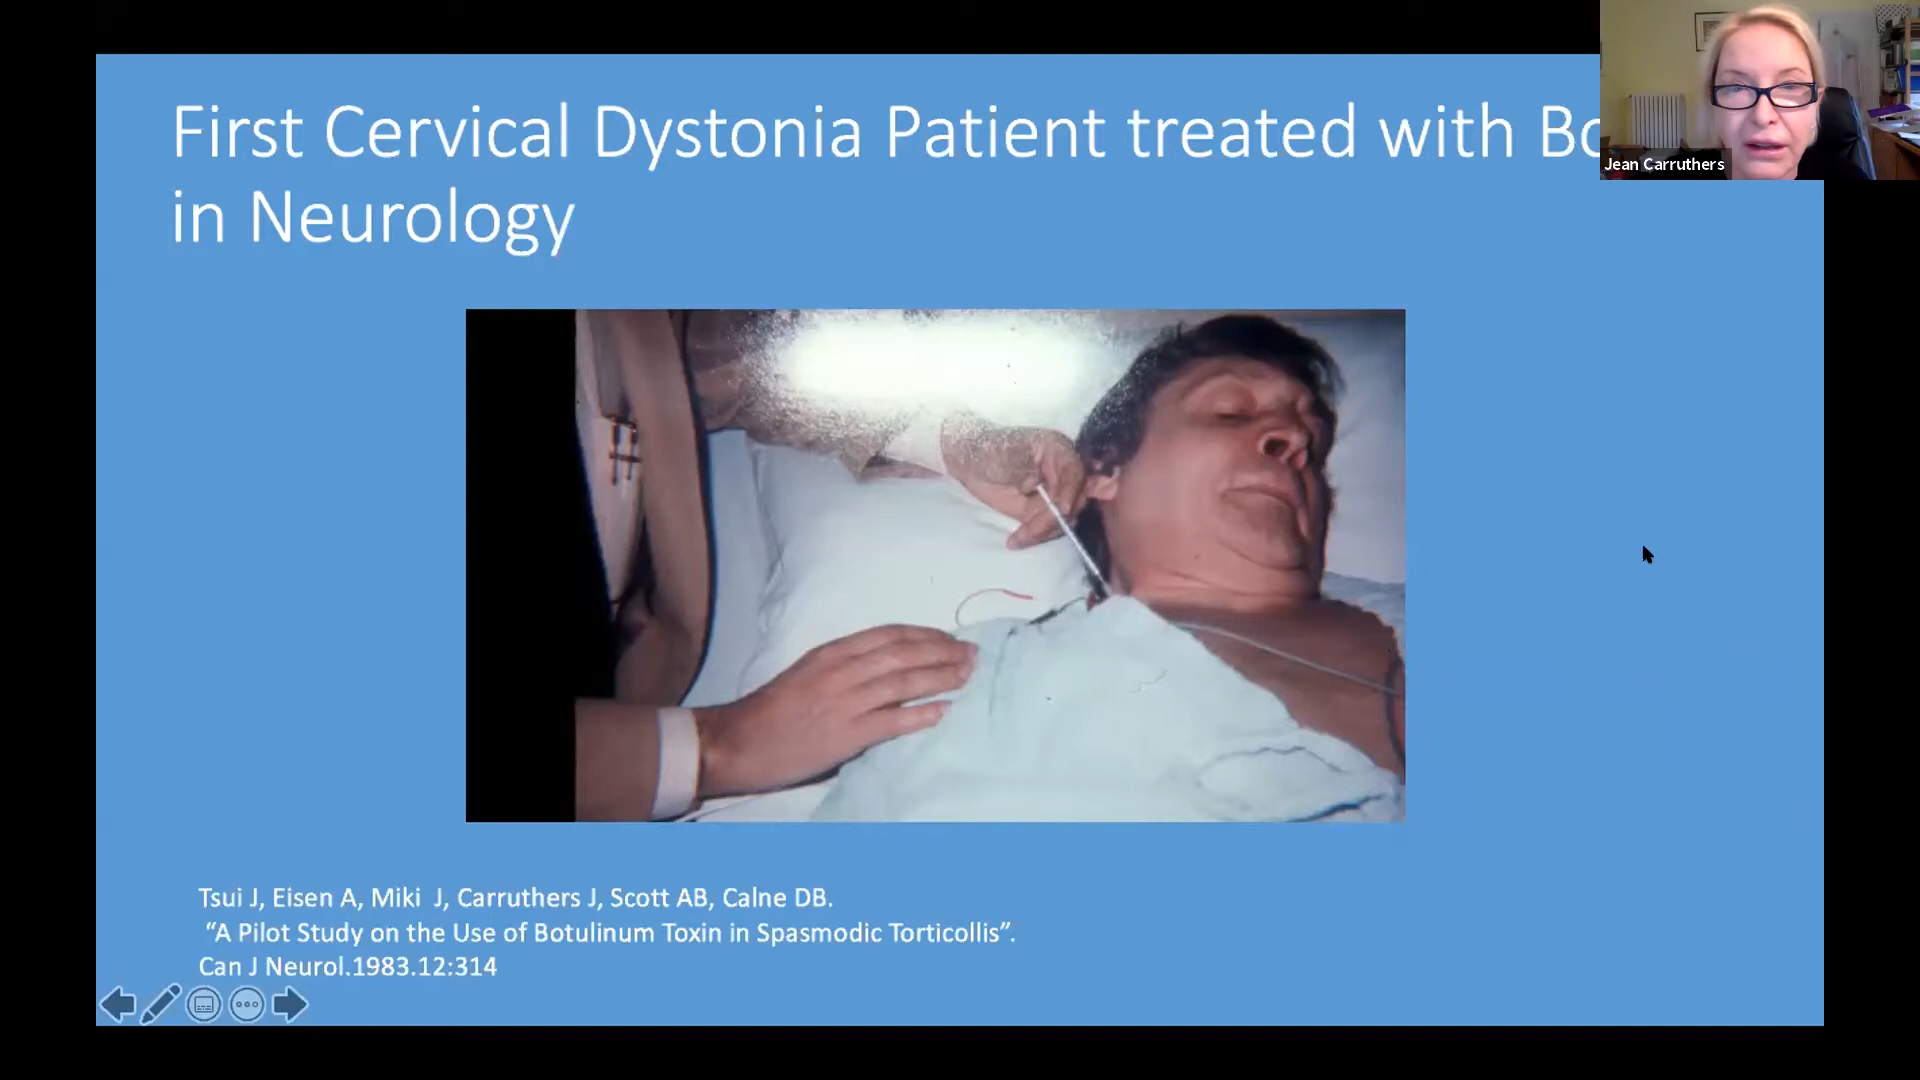 First Cervical Dystonia Patient treated with Bo
in Neurology
Jean Carruthers
Tsui J, Eisen A, Miki J, Carruthers J, Scott AB, Calne DB.
“A Pilot Study on the Use of Botulinum Toxin in Spasmodic Torticollis”.
Can J Neurol.1983.12:314